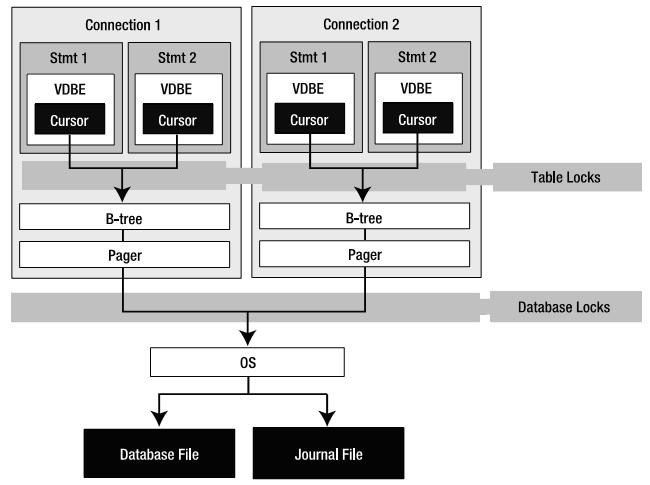 Connection 1
Connection 2
Stmt 1
Stmt 2
Stmt 1
Stmt 2
VDBE
VDBE
VDBE
VDBE
Cursor
Cursor
Cursor
Cursor
Table Locks
B-tree
B-tree
Pager
Pager
Database Locks
OS
Database File
Journal File